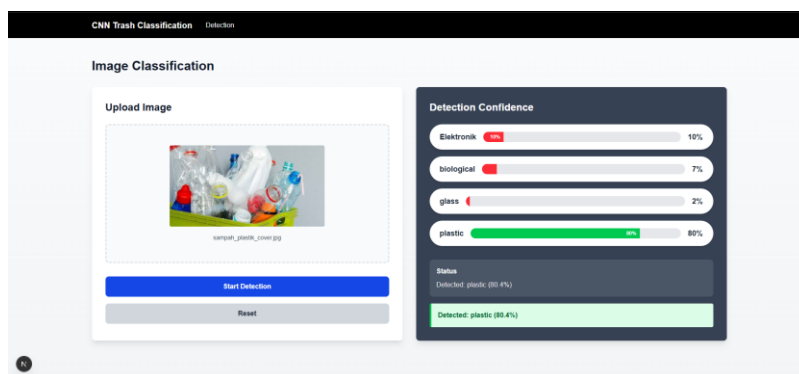 CNN Trash Classification Detection
Image Classification
Upload Image
sampah_plastik_cover.jpg
Start Detection
Reset
Detection Confidence
Elektronik 10% 10%
biological 7%
glass 2%
plastic 80% 80%
Status
Detected: plastic (80.4%)
Detected: plastic (80.4%)
N